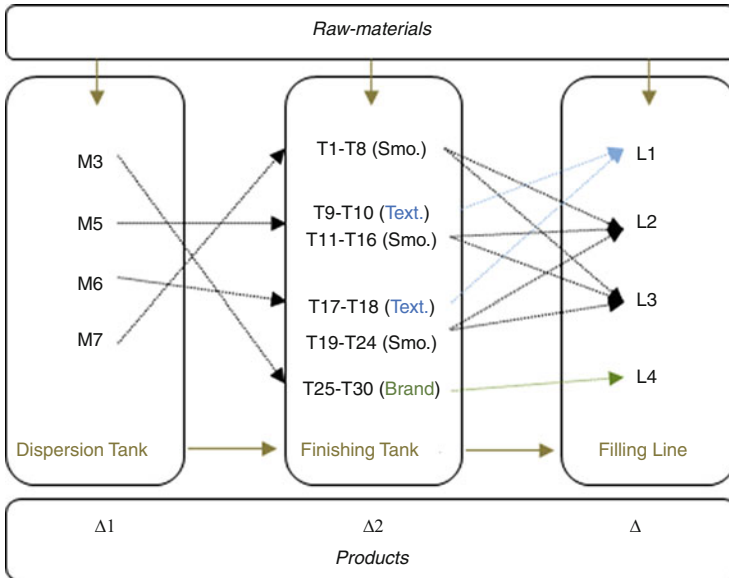 Raw-materials
M3
M5
M6
M7
Dispersion Tank
T1-T8 (Smo.)
T9-T10 (Text.)
T11-T16 (Smo.)
T17-T18 (Text.)
T19-T24 (Smo.)
T25-T30 (Brand)
Finishing Tank
L1
L2
L3
L4
Filling Line
Δ1
Δ2
Δ
Products